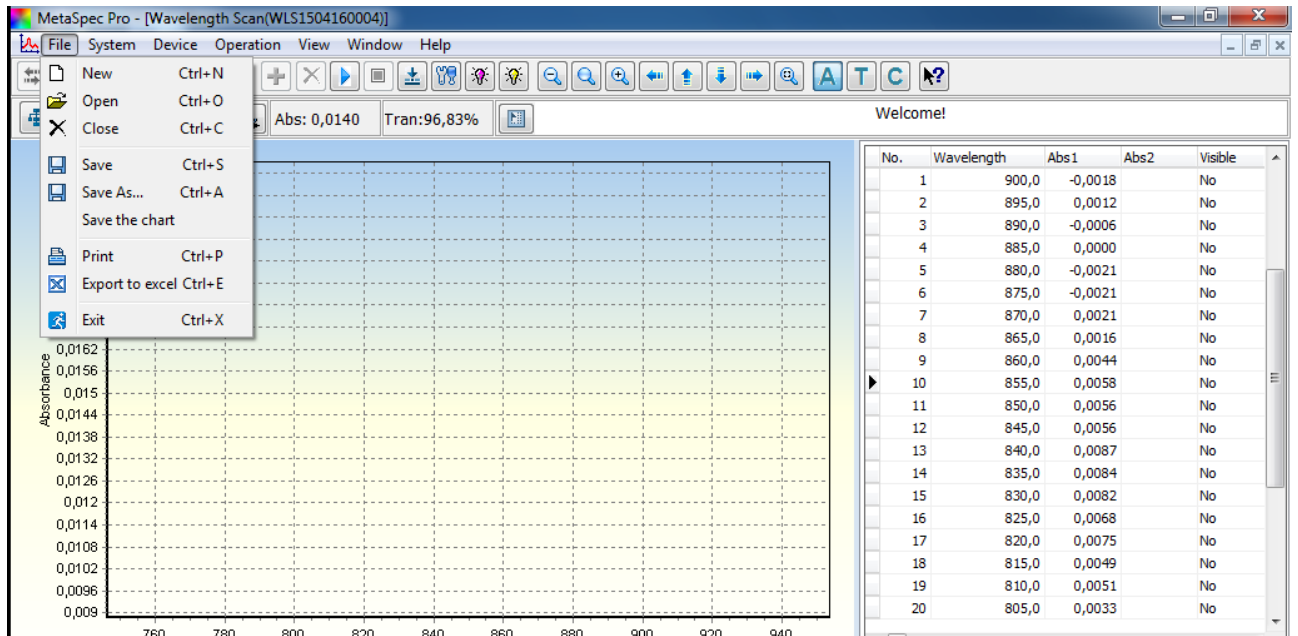 MetaSpec Pro - [Wavelength Scan(WLS1504160004)]
File System Device Operation View Window Help
New Ctrl+N
Open Ctrl+O
Close Ctrl+C
Save Ctrl+S
Save As... Ctrl+A
Save the chart
Print Ctrl+P
Export to excel Ctrl+E
Exit Ctrl+X
A T C ?
Abs: 0,0140 Tran:96,83% Welcome!
Absorbance
0,0162
0,0156
0,015
0,0144
0,0138
0,0132
0,0126
0,012
0,0114
0,0108
0,0102
0,0096
0,009
760 780 800 820 840 860 880 900 920 940
No. Wavelength Abs1 Abs2 Visible
1 900,0 -0,0018 No
2 895,0 0,0012 No
3 890,0 -0,0006 No
4 885,0 0,0000 No
5 880,0 -0,0021 No
6 875,0 -0,0021 No
7 870,0 0,0021 No
8 865,0 0,0016 No
9 860,0 0,0044 No
10 855,0 0,0058 No
11 850,0 0,0056 No
12 845,0 0,0056 No
13 840,0 0,0087 No
14 835,0 0,0084 No
15 830,0 0,0082 No
16 825,0 0,0068 No
17 820,0 0,0075 No
18 815,0 0,0049 No
19 810,0 0,0051 No
20 805,0 0,0033 No